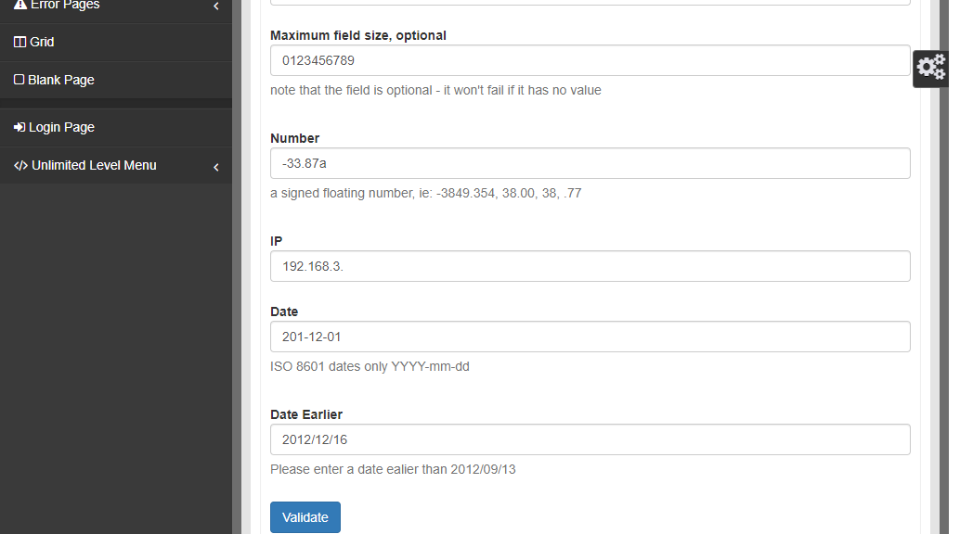 Error Pages
Grid
Blank Page
Login Page
Unlimited Level Menu
Maximum field size, optional
0123456789
note that the field is optional - it won't fail if it has no value
Number
-33.87a
a signed floating number, ie: -3849.354, 38.00, 38, .77
IP
192.168.3.
Date
201-12-01
ISO 8601 dates only YYYY-mm-dd
Date Earlier
2012/12/16
Please enter a date ealier than 2012/09/13
Validate